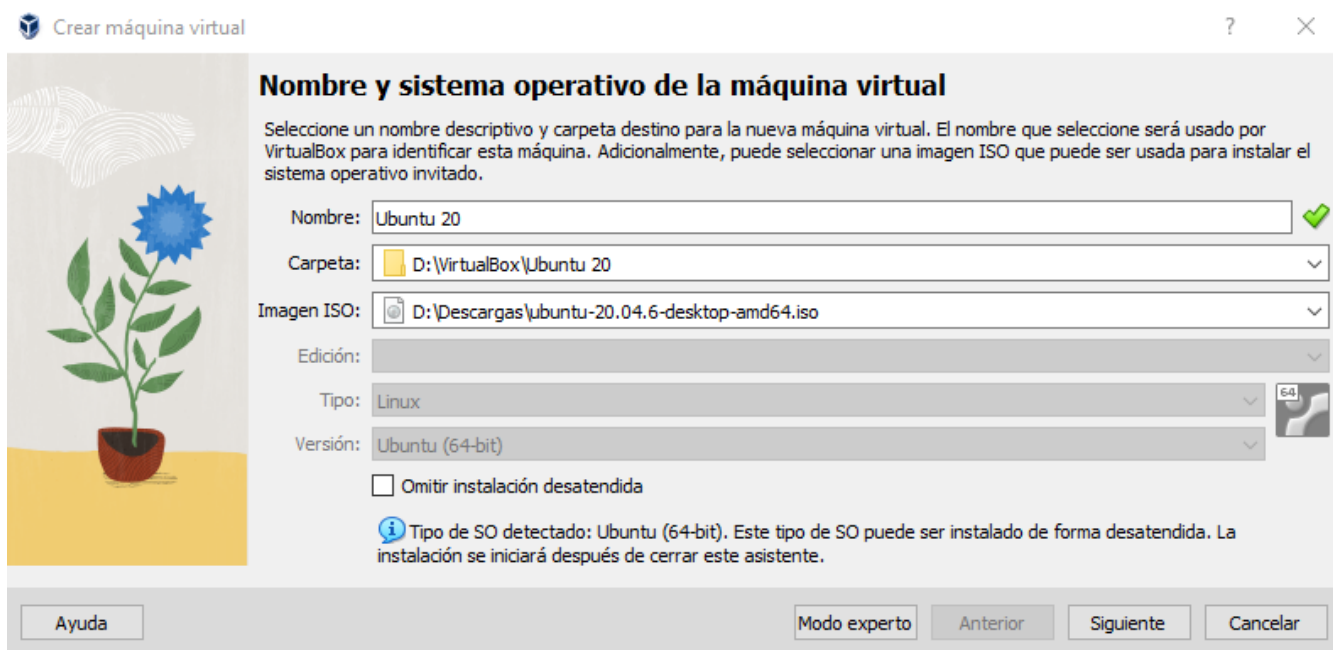 Crear máquina virtual
?
Nombre y sistema operativo de la máquina virtual
Seleccione un nombre descriptivo y carpeta destino para la nueva máquina virtual. El nombre que seleccione será usado por
VirtualBox para identificar esta máquina. Adicionalmente, puede seleccionar una imagen ISO que puede ser usada para instalar el
sistema operativo invitado.
Nombre: Ubuntu 20
Carpeta: D:\VirtualBox\Ubuntu 20
Imagen ISO: D:\Descargas\ubuntu-20.04.6-desktop-amd64.iso
Edición:
Tipo: Linux
64
Versión: Ubuntu (64-bit)
Omitir instalación desatendida
Tipo de SO detectado: Ubuntu (64-bit). Este tipo de SO puede ser instalado de forma desatendida. La
instalación se iniciará después de cerrar este asistente.
Ayuda Modo experto Anterior Siguiente Cancelar